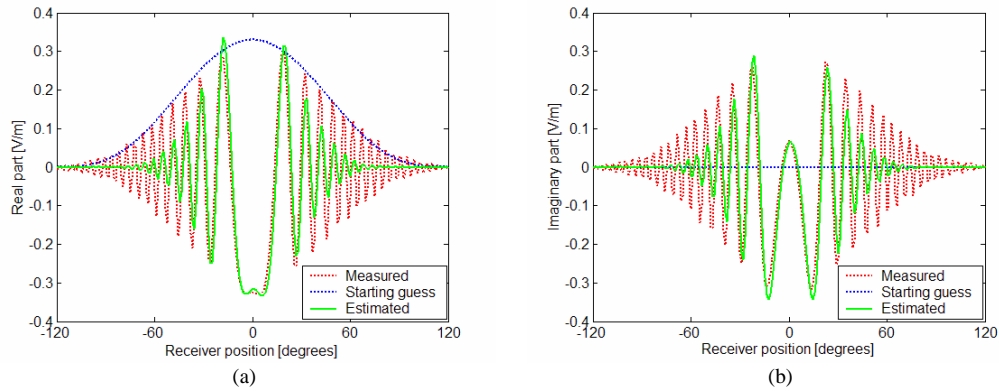 0.4
0.3
0.2
0.1
0
-0.1
-0.2
-0.3
-0.4
Real part [V/m]
-120
-60
0
60
120
Receiver position [degrees]
Measured
Starting guess
Estimated
(a)
0.4
0.3
0.2
0.1
0
-0.1
-0.2
-0.3
-0.4
Imaginary part [V/m]
-120
-60
0
60
120
Receiver position [degrees]
Measured
Starting guess
Estimated
(b)